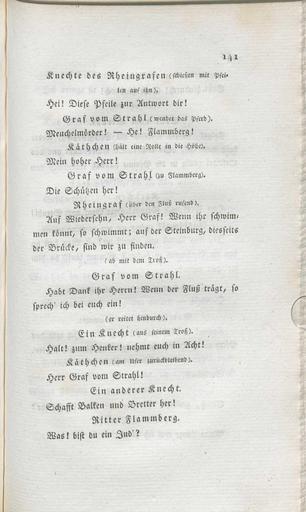 141
Knechte des Rheingrafen (schießen mit Pfei-
len auf ihn).
Hei! Diese Pfeile zur Antwort dir!
Graf vom Strahl (wendet das Pferd).
Meuchelmörder! — He! Flammberg!
Käthchen (hält eine Rolle in die Höhe).
Mein hoher Herr!
Graf vom Strahl (zu Flammberg).
Die Schützen her!
Rheingraf (über den Fluß rufend).
Auf Wiedersehn, Herr Graf! Wenn ihr schwim-
men könnt, so schwimmt; auf der Steinburg, diesseits
der Brücke, sind wir zu finden.
(ab mit dem Troß).
Graf vom Strahl.
Habt Dank ihr Herrn! Wenn der Fluß trägt, so
sprech' ich bei euch ein!
(er reitet hindurch).
Ein Knecht (aus seinem Troß).
Halt! zum Henker! nehmt euch in Acht!
Käthchen (am Ufer zurückbleibend).
Herr Graf vom Strahl!
Ein anderer Knecht.
Schafft Balken und Bretter her!
Ritter Flammberg.
Was! bist du ein Jud'?